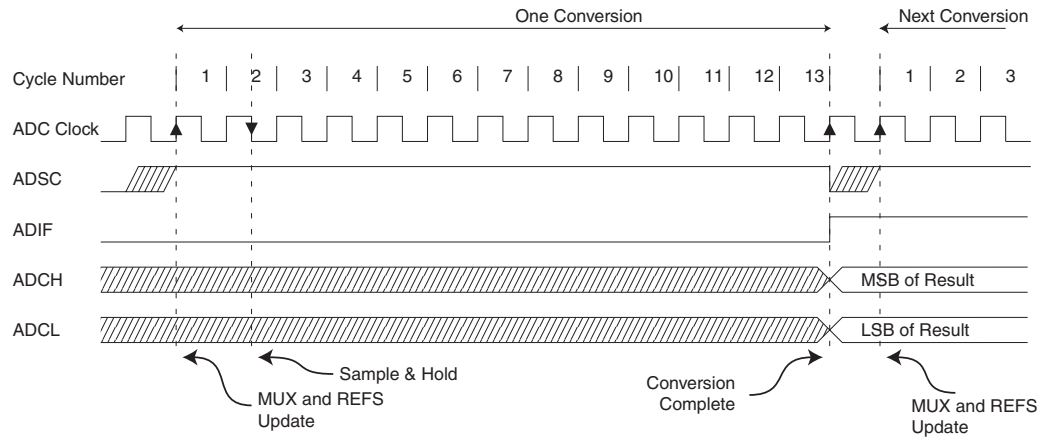 One Conversion
Next Conversion
Cycle Number 1 2 3 4 5 6 7 8 9 10 11 12 13 1 2 3
ADC Clock
ADSC
ADIF
ADCH
MSB of Result
ADCL
LSB of Result
Sample & Hold
MUX and REFS
Update
Conversion
Complete
MUX and REFS
Update